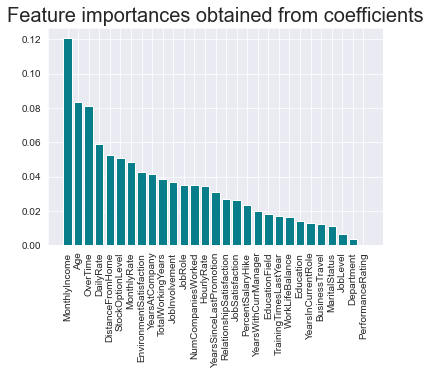 Feature importances obtained from coefficients
0.12
0.10
0.08
0.06
0.04
0.02
0.00
MonthlyIncome
Age
OverTime
DailyRate
DistanceFromHome
StockOptionLevel
MonthlyRate
EnvironmentSatisfaction
YearsAtCompany
TotalWorkingYears
JobInvolvement
JobRole
NumCompaniesWorked
HourlyRate
YearsSinceLastPromotion
RelationshipSatisfaction
JobSatisfaction
PercentSalaryHike
YearsWithCurrManager
EducationField
TrainingTimesLastYear
WorkLifeBalance
Education
YearsInCurrentRole
BusinessTravel
MaritalStatus
JobLevel
Department
PerformanceRating